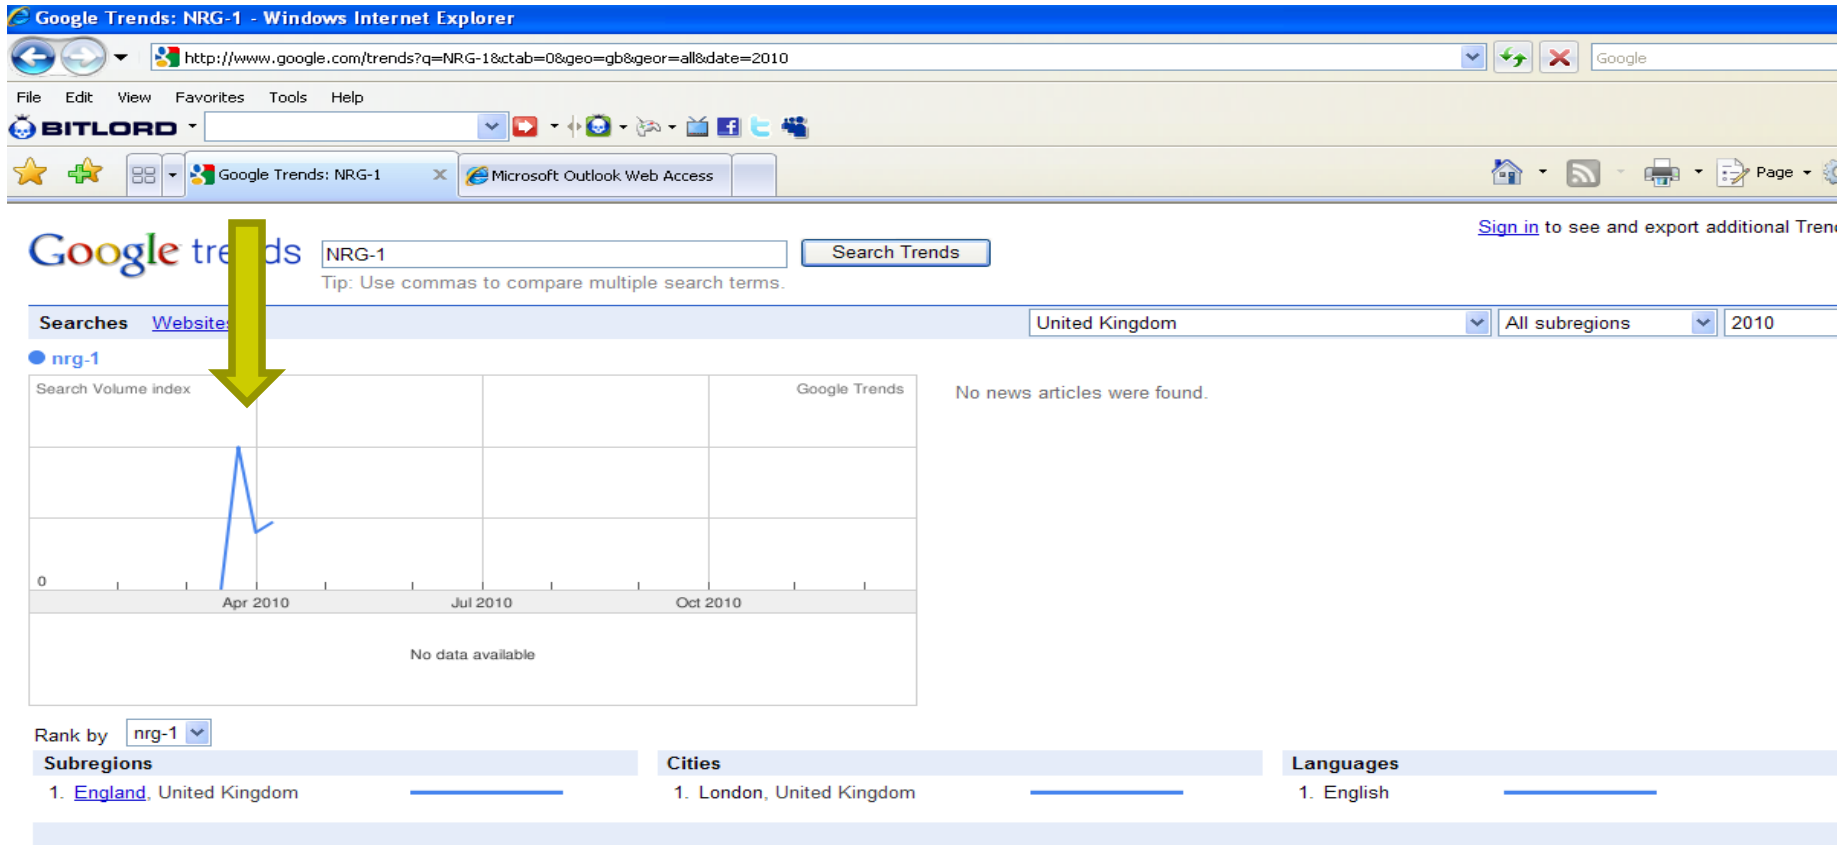 Google Trends: NRG-1 - Windows Internet Explorer
http://www.google.com/trends?q=NRG-1&ctab=0&geo=gb&geor=all&date=2010
Google
File Edit View Favorites Tools Help
BITLORD
Google Trends: NRG-1
Microsoft Outlook Web Access
Page
Sign in to see and export additional Tren
Google trends
NRG-1
Search Trends
Tip: Use commas to compare multiple search terms.
Searches Websites
United Kingdom
All subregions
2010
nrg-1
Search Volume index
Google Trends
No news articles were found.
0
Apr 2010
Jul 2010
Oct 2010
No data available
Rank by nrg-1
Subregions
Cities
Languages
1. England, United Kingdom
1. London, United Kingdom
1. English